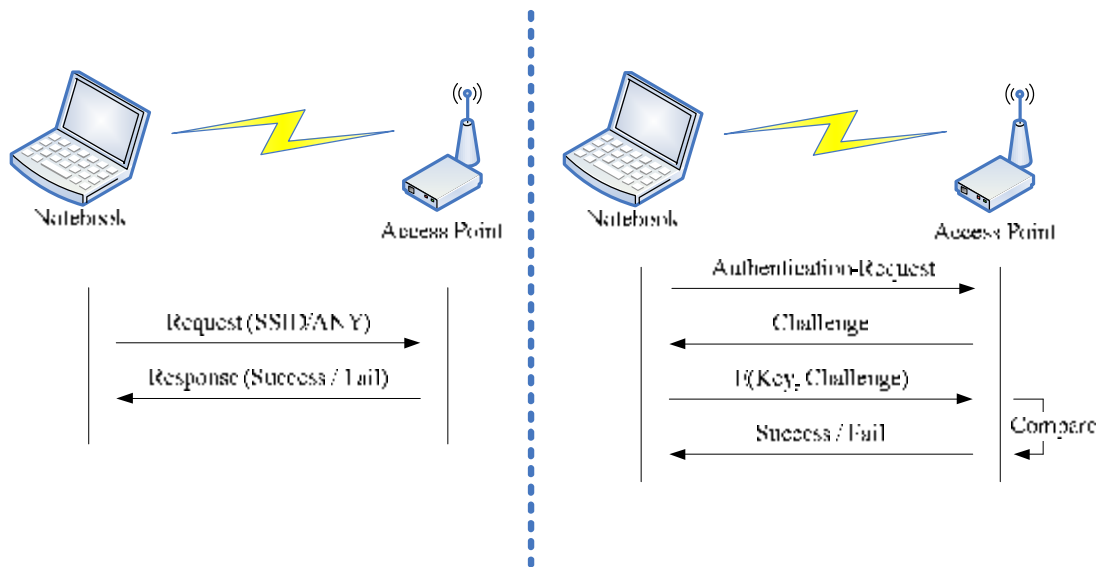 Notebook
Access Point
Request (SSID/ANY)
Response (Success / Fail)
Notebook
Access Point
Authentication-Request
Challenge
E(Key, Challenge)
Compare
Success / Fail